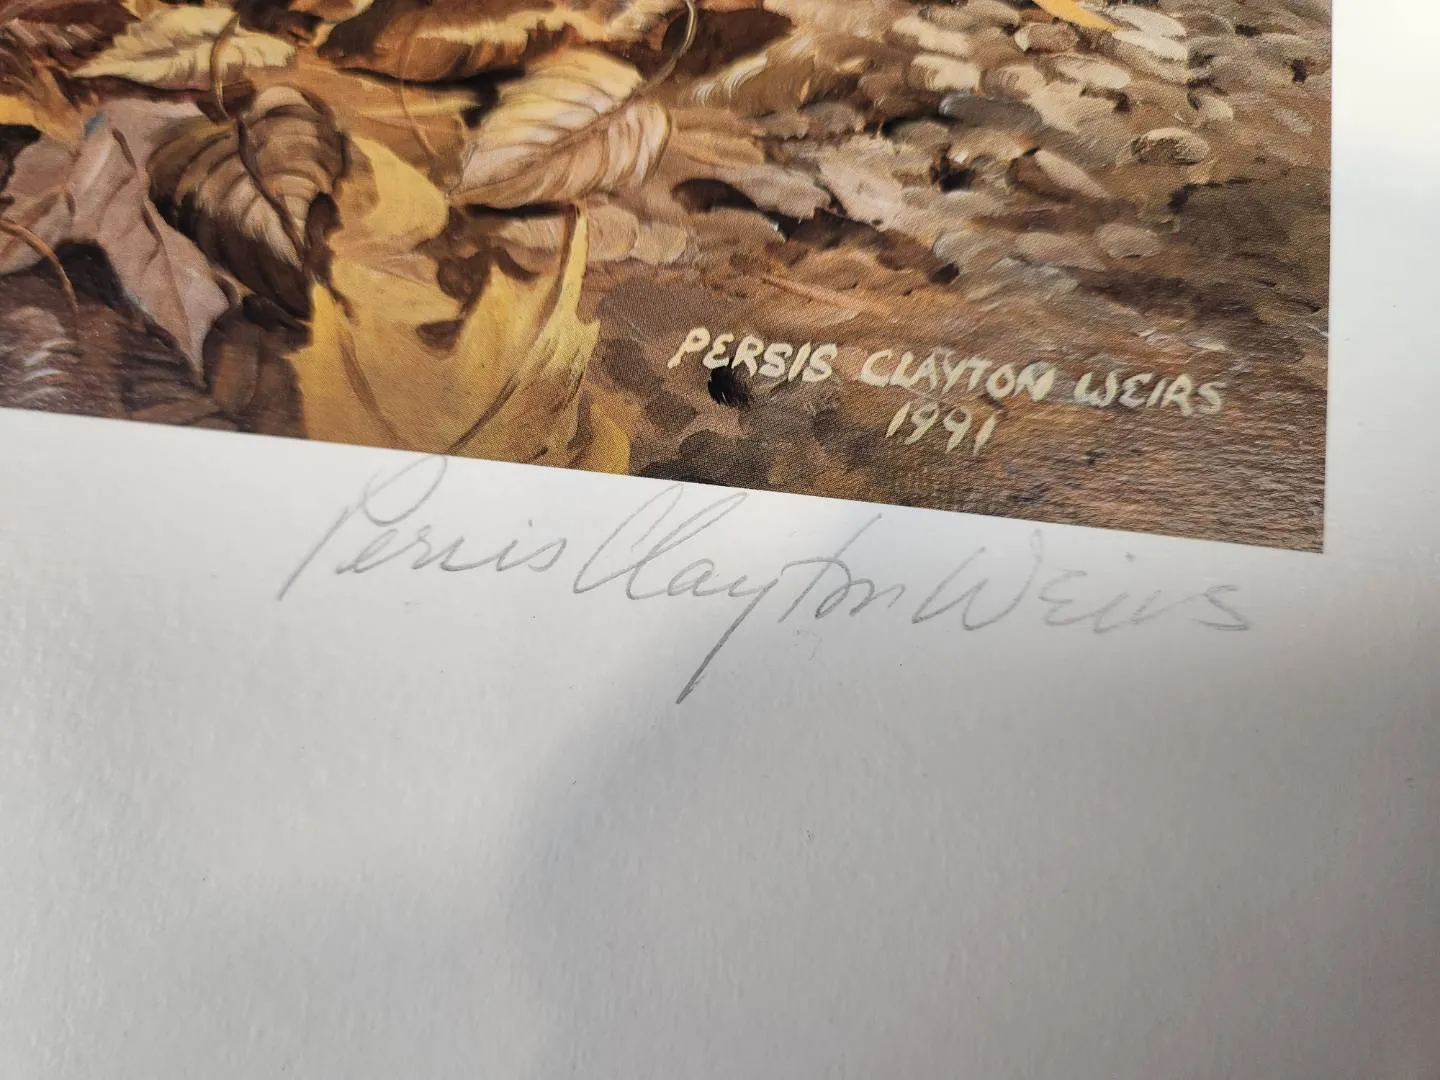 PERSIS CLAYTON WEIRS
1991
Persis Clayton Weirs